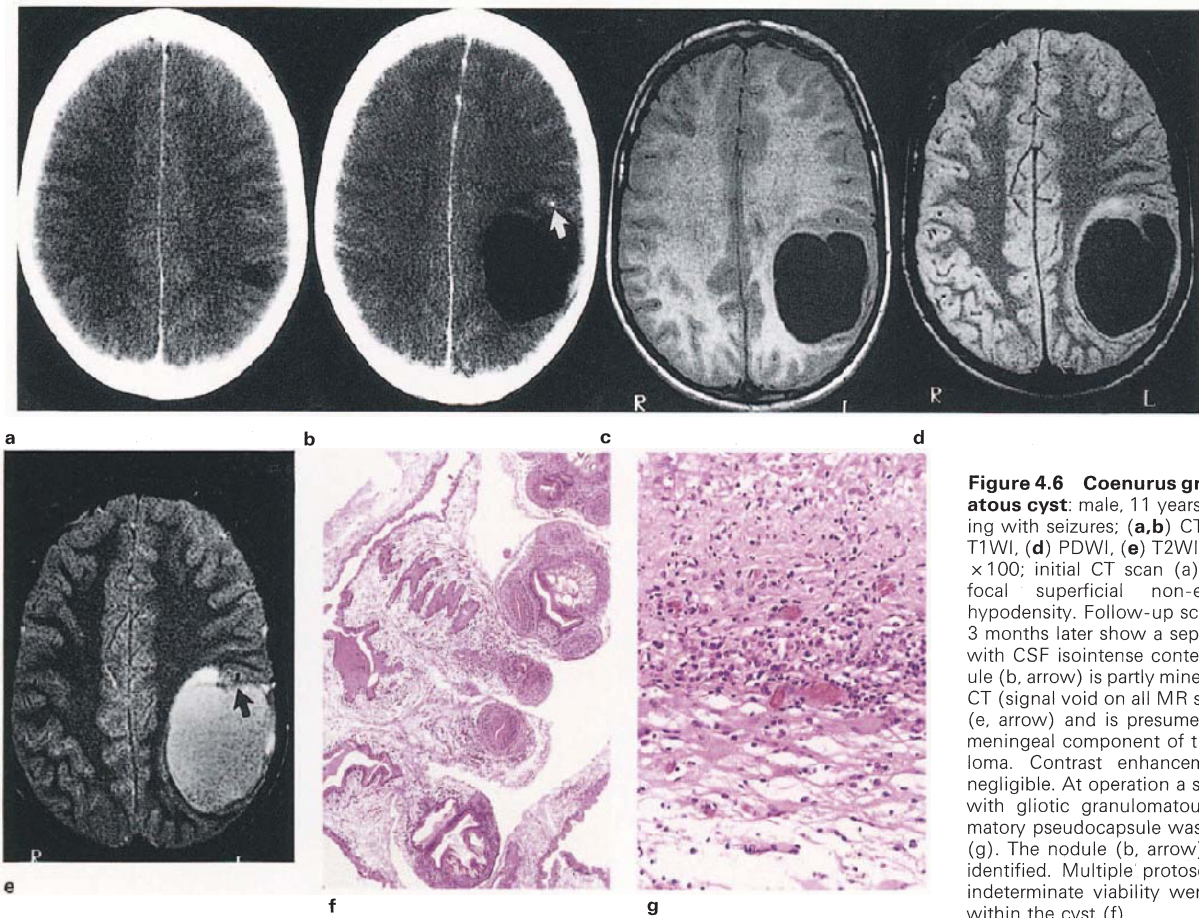 R
L
R
L
a
b
c
d
R
e
f
g
Figure 4.6 Coenurus gr
atous cyst: male, 11 years
ing with seizures; (a,b) CT
T1WI, (d) PDWI, (e) T2WI
×100; initial CT scan (a)
focal superficial non-e
hypodensity. Follow-up sc
3 months later show a sep
with CSF isointense conte
ule (b, arrow) is partly mine
CT (signal void on all MR s
(e, arrow) and is presume
meningeal component of t
loma. Contrast enhancem
negligible. At operation a s
with gliotic granulomatou
matory pseudocapsule was
(g). The nodule (b, arrow)
identified. Multiple protos
indeterminate viability wer
within the cyst (f).